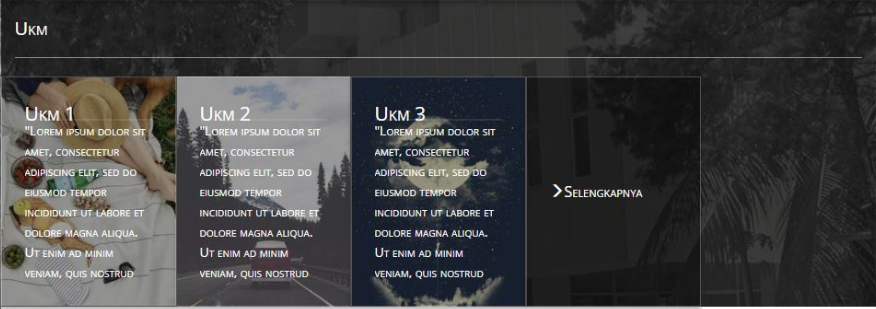 Ukm
Ukm 1
"Lorem ipsum dolor sit
amet, consectetur
adipiscing elit, sed do
eiusmod tempor
incididunt ut labore et
dolore magna aliqua.
Ut enim ad minim
veniam, quis nostrud
Ukm 2
"Lorem ipsum dolor sit
amet, consectetur
adipiscing elit, sed do
eiusmod tempor
incididunt ut labore et
dolore magna aliqua.
Ut enim ad minim
veniam, quis nostrud
Ukm 3
"Lorem ipsum dolor sit
amet, consectetur
adipiscing elit, sed do
eiusmod tempor
incididunt ut labore et
dolore magna aliqua.
Ut enim ad minim
veniam, quis nostrud
Selengkapnya